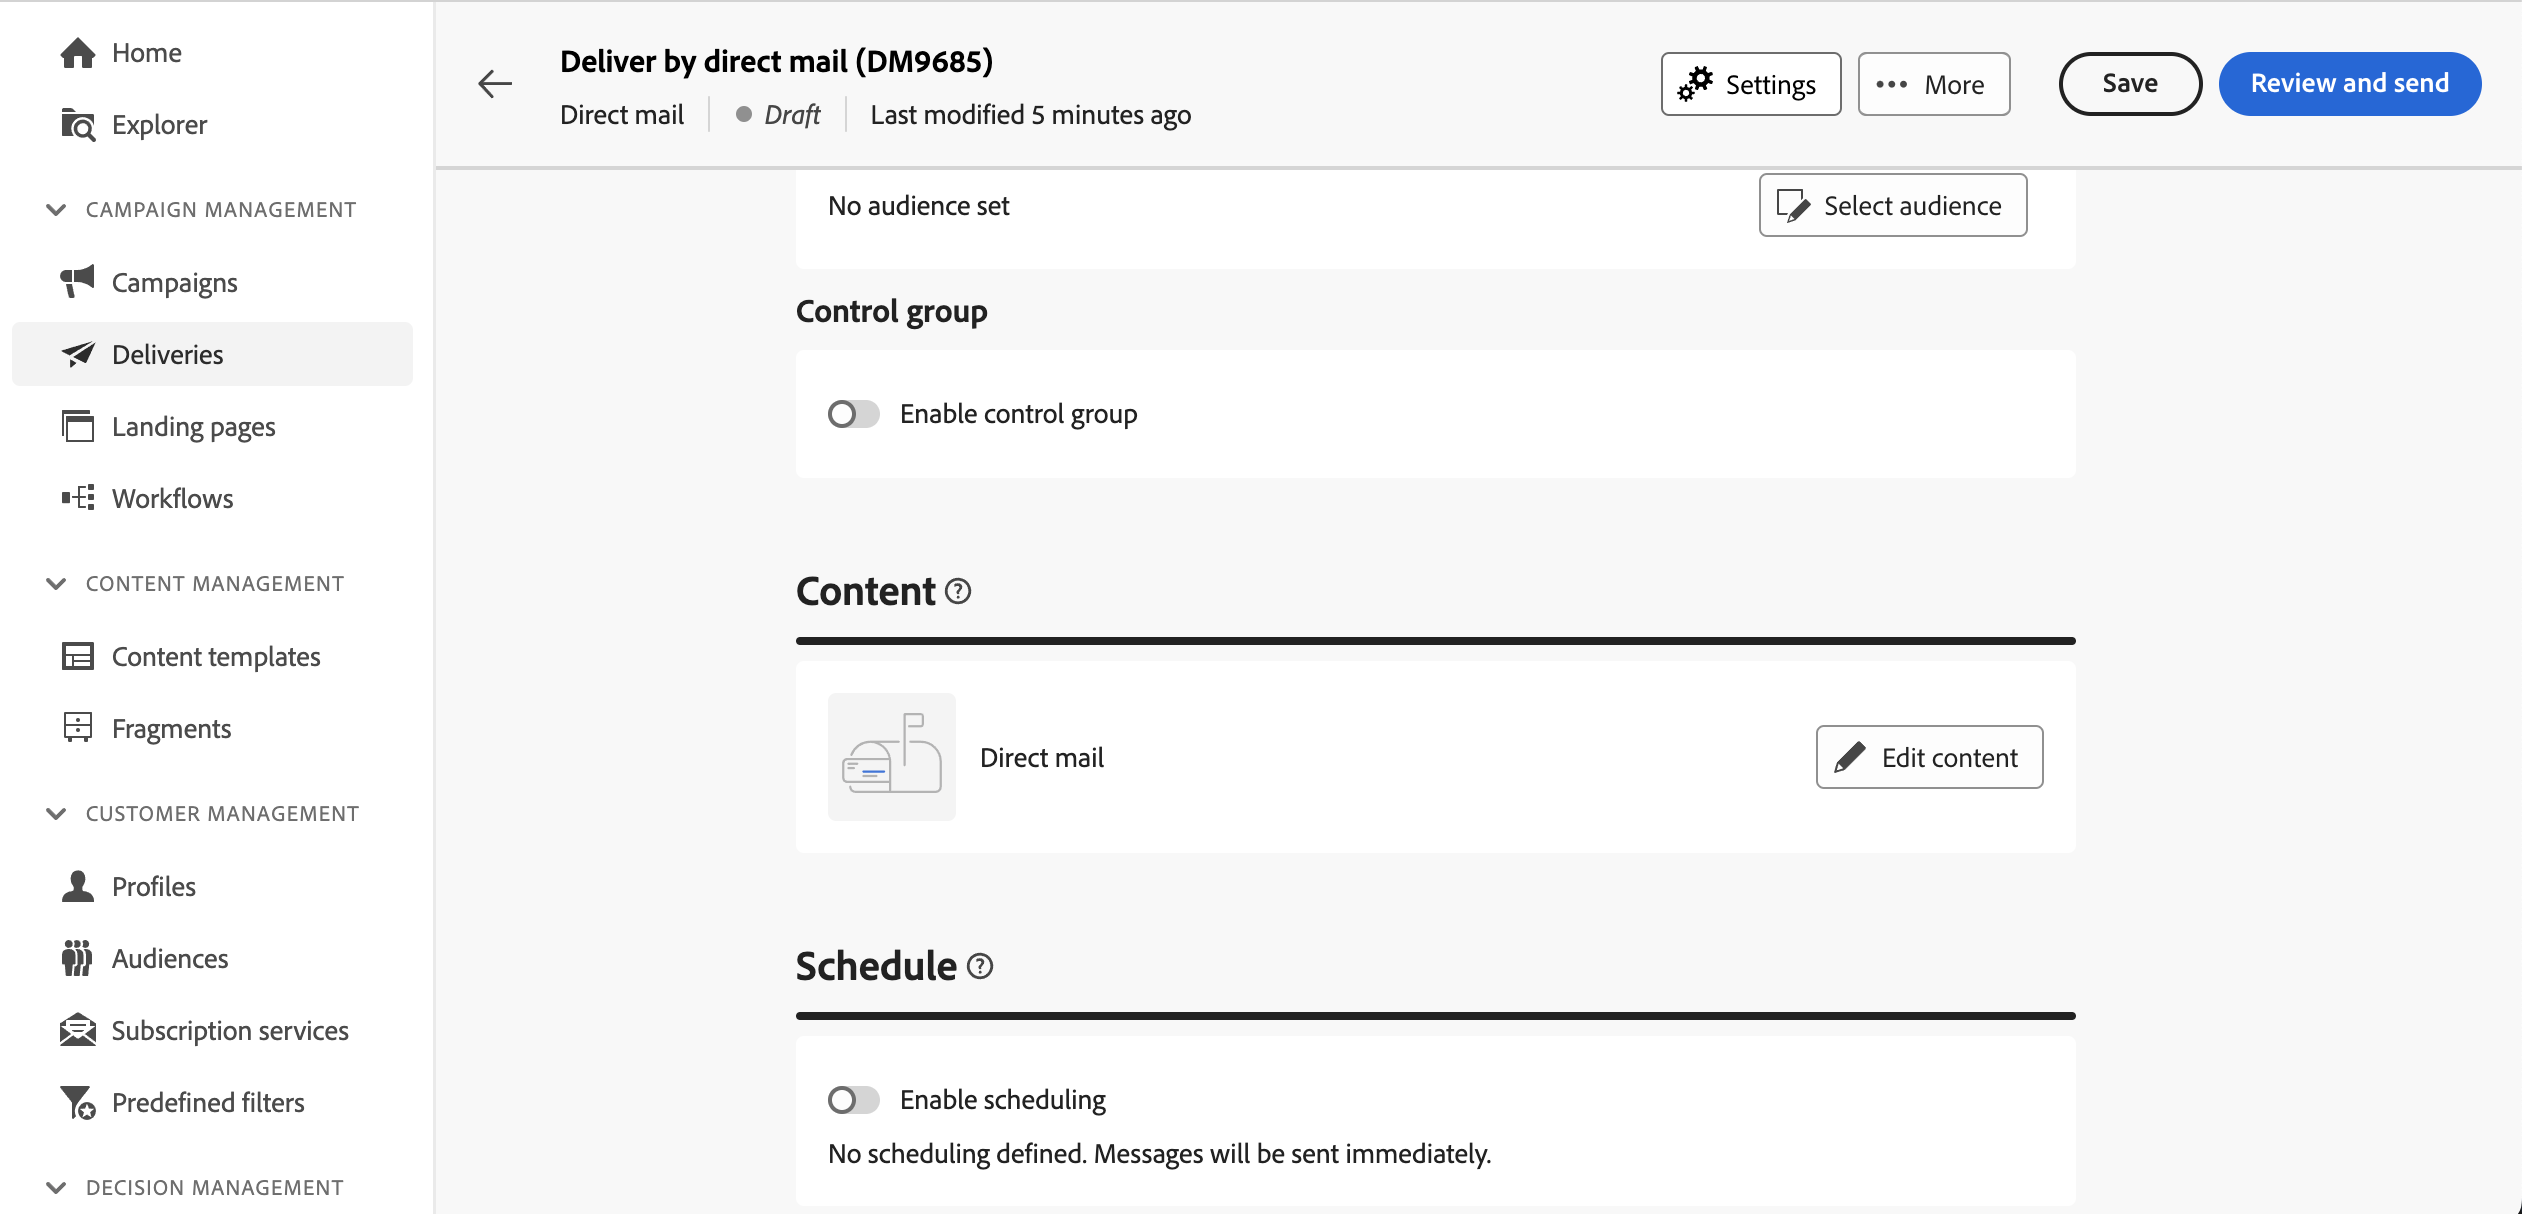 Home
Explorer
CAMPAIGN MANAGEMENT
Campaigns
Deliveries
Landing pages
Workflows
CONTENT MANAGEMENT
Content templates
Fragments
CUSTOMER MANAGEMENT
Profiles
Audiences
Subscription services
Predefined filters
DECISION MANAGEMENT
Deliver by direct mail (DM9685)
Direct mail Draft Last modified 5 minutes ago
Settings
More
Save
Review and send
No audience set
Select audience
Control group
Enable control group
Content
Direct mail
Edit content
Schedule
Enable scheduling
No scheduling defined. Messages will be sent immediately.